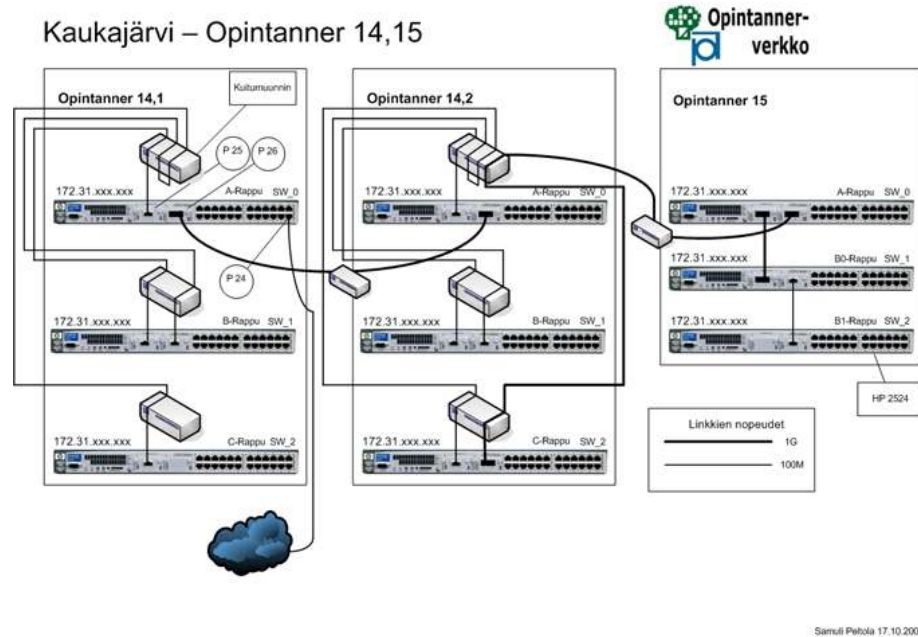 Kaukajärvi – Opintanner 14,15
Opintanner-
verkko
Opintanner 14,1
Kuitumuunnin
P 25
P 26
172.31.xxx.xxx
A-Rappu SW_0
P 24
172.31.xxx.xxx
B-Rappu SW_1
172.31.xxx.xxx
C-Rappu SW_2
Opintanner 14,2
172.31.xxx.xxx
A-Rappu SW_0
172.31.xxx.xxx
B-Rappu SW_1
172.31.xxx.xxx
C-Rappu SW_2
Opintanner 15
172.31.xxx.xxx
A-Rappu SW_0
172.31.xxx.xxx
B0-Rappu SW_1
172.31.xxx.xxx
B1-Rappu SW_2
HP 2524
Linkkien nopeudet
1G
100M
Samuli Peltola